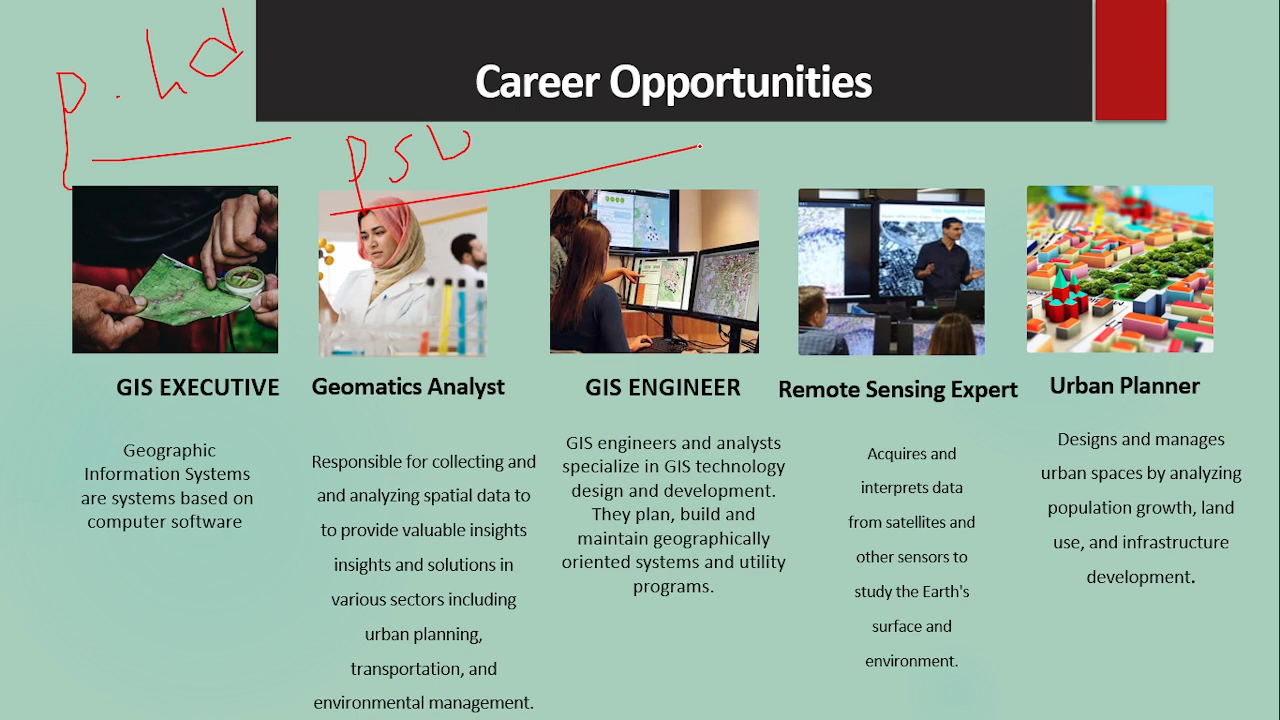 p.hd
Career Opportunities
GIS EXECUTIVE
Geographic
Information Systems
are systems based on
computer software
Geomatics Analyst
Responsible for collecting and
and analyzing spatial data to
to provide valuable insights
insights and solutions in
various sectors including
urban planning,
transportation, and
environmental management.
GIS ENGINEER
GIS engineers and analysts
specialize in GIS technology
design and development.
They plan, build and
maintain geographically
oriented systems and utility
programs.
Remote Sensing Expert
Acquires and
interprets data
from satellites and
other sensors to
study the Earth's
surface and
environment.
Urban Planner
Designs and manages
urban spaces by analyzing
population growth, land
use, and infrastructure
development.